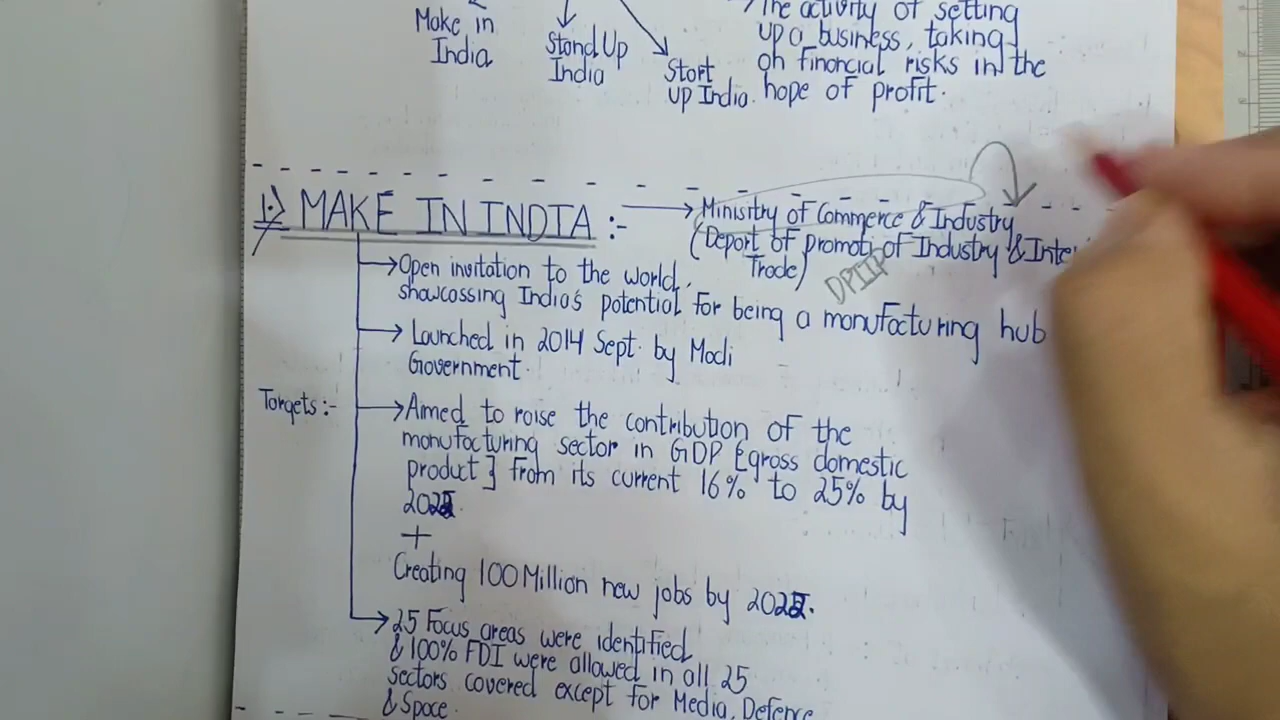 Make in
India
Stand Up
India
Start
Up India
The activity of setting
up a business, taking
on financial risks in the
hope of profit.
1.) MAKE IN INDIA :-
Ministry of Commerce & Industry
(Depart of promoti of Industry & Inter
Trade)
DPIIT
Open invitation to the world,
showcassing India's potential for being a manufacturing hub
Launched in 2014 Sept. by Modi
Government.
Targets :-
Aimed to raise the contribution of the
manufacturing sector in GDP [gross domestic
product] from its current 16% to 25% by
+
Creating 100 Million new jobs by
25 Focus areas were identified
& 100% FDI were allowed in all 25
sectors covered except for Media, Defence
& Space.